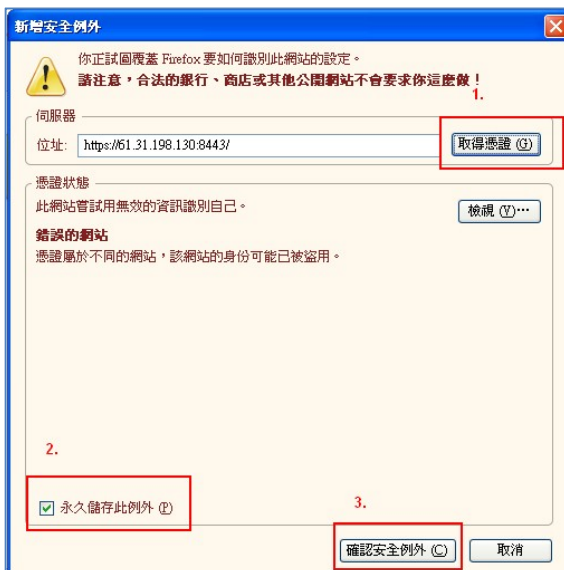 新增安全例外
你正試圖覆蓋 Firefox 要如何識別此網站的設定。
請注意，合法的銀行、商店或其他公開網站不會要求你這麼做！
1.
伺服器
位址: https://61.31.198.130:8443/ 取得憑證 (G)
憑證狀態
此網站嘗試用無效的資訊識別自己。 檢視 (V)…
錯誤的網站
憑證屬於不同的網站，該網站的身份可能已被盜用。
2.
永久儲存此例外 (P)
3.
確認安全例外 (C) 取消